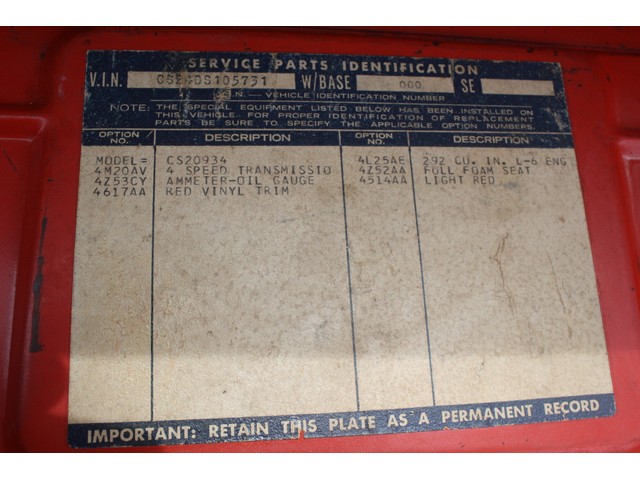 SERVICE PARTS IDENTIFICATION
V.I.N. W/BASE 000 SE
V.I.N. — VEHICLE IDENTIFICATION NUMBER
NOTE: THE SPECIAL EQUIPMENT LISTED BELOW HAS BEEN INSTALLED ON
THIS VEHICLE. FOR PROPER IDENTIFICATION OF REPLACEMENT
PARTS BE SURE TO SPECIFY THE APPLICABLE OPTION NUMBERS.
OPTION NO. DESCRIPTION OPTION NO. DESCRIPTION
MODEL= CS20934 4L25AE 292 CU. IN. L-6 ENG
4M20AV 4 SPEED TRANSMISSIO 4Z52AA FULL FOAM SEAT
4Z53CY AMMETER-OIL GAUGE 4514AA LIGHT RED
4617AA RED VINYL TRIM
IMPORTANT: RETAIN THIS PLATE AS A PERMANENT RECORD